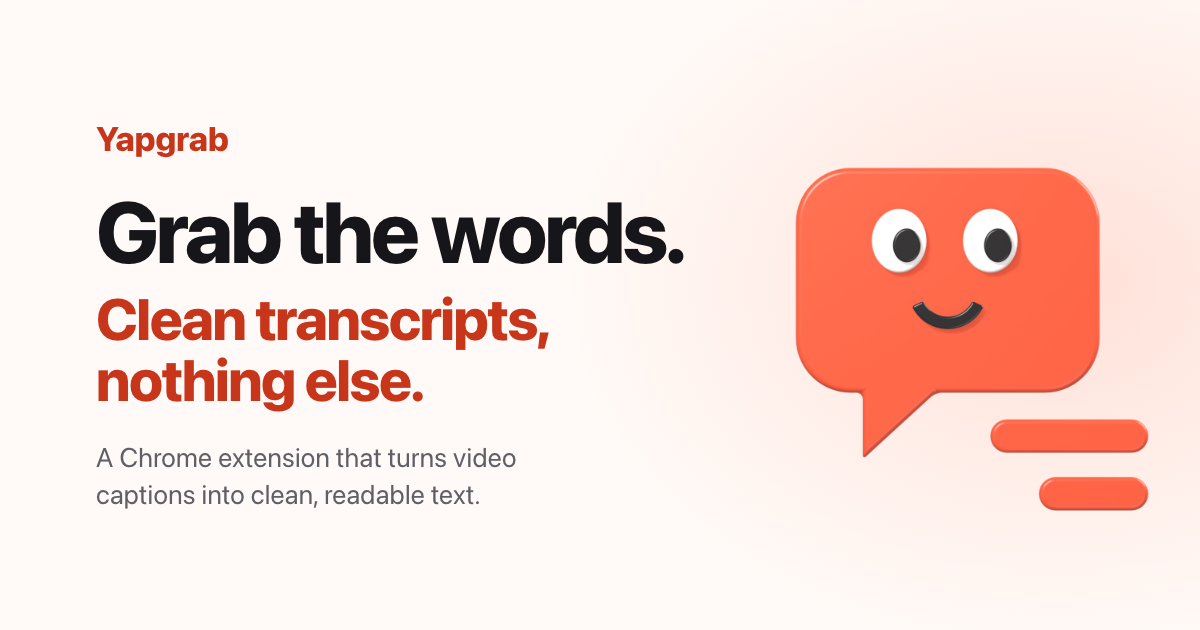 Yapgrab
Grab the words.
Clean transcripts,
nothing else.
A Chrome extension that turns video
captions into clean, readable text.